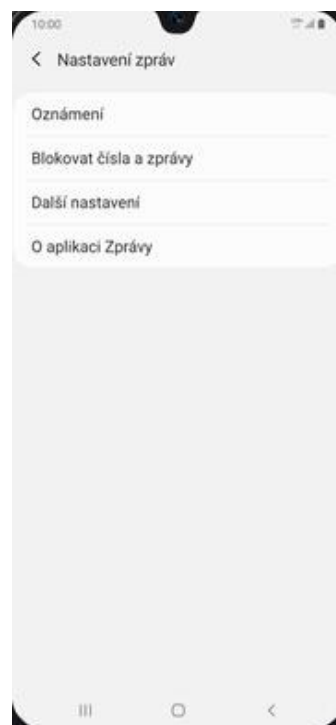 10:00
Nastavení zpráv
Oznámení
Blokovat čísla a zprávy
Další nastavení
O aplikaci Zprávy